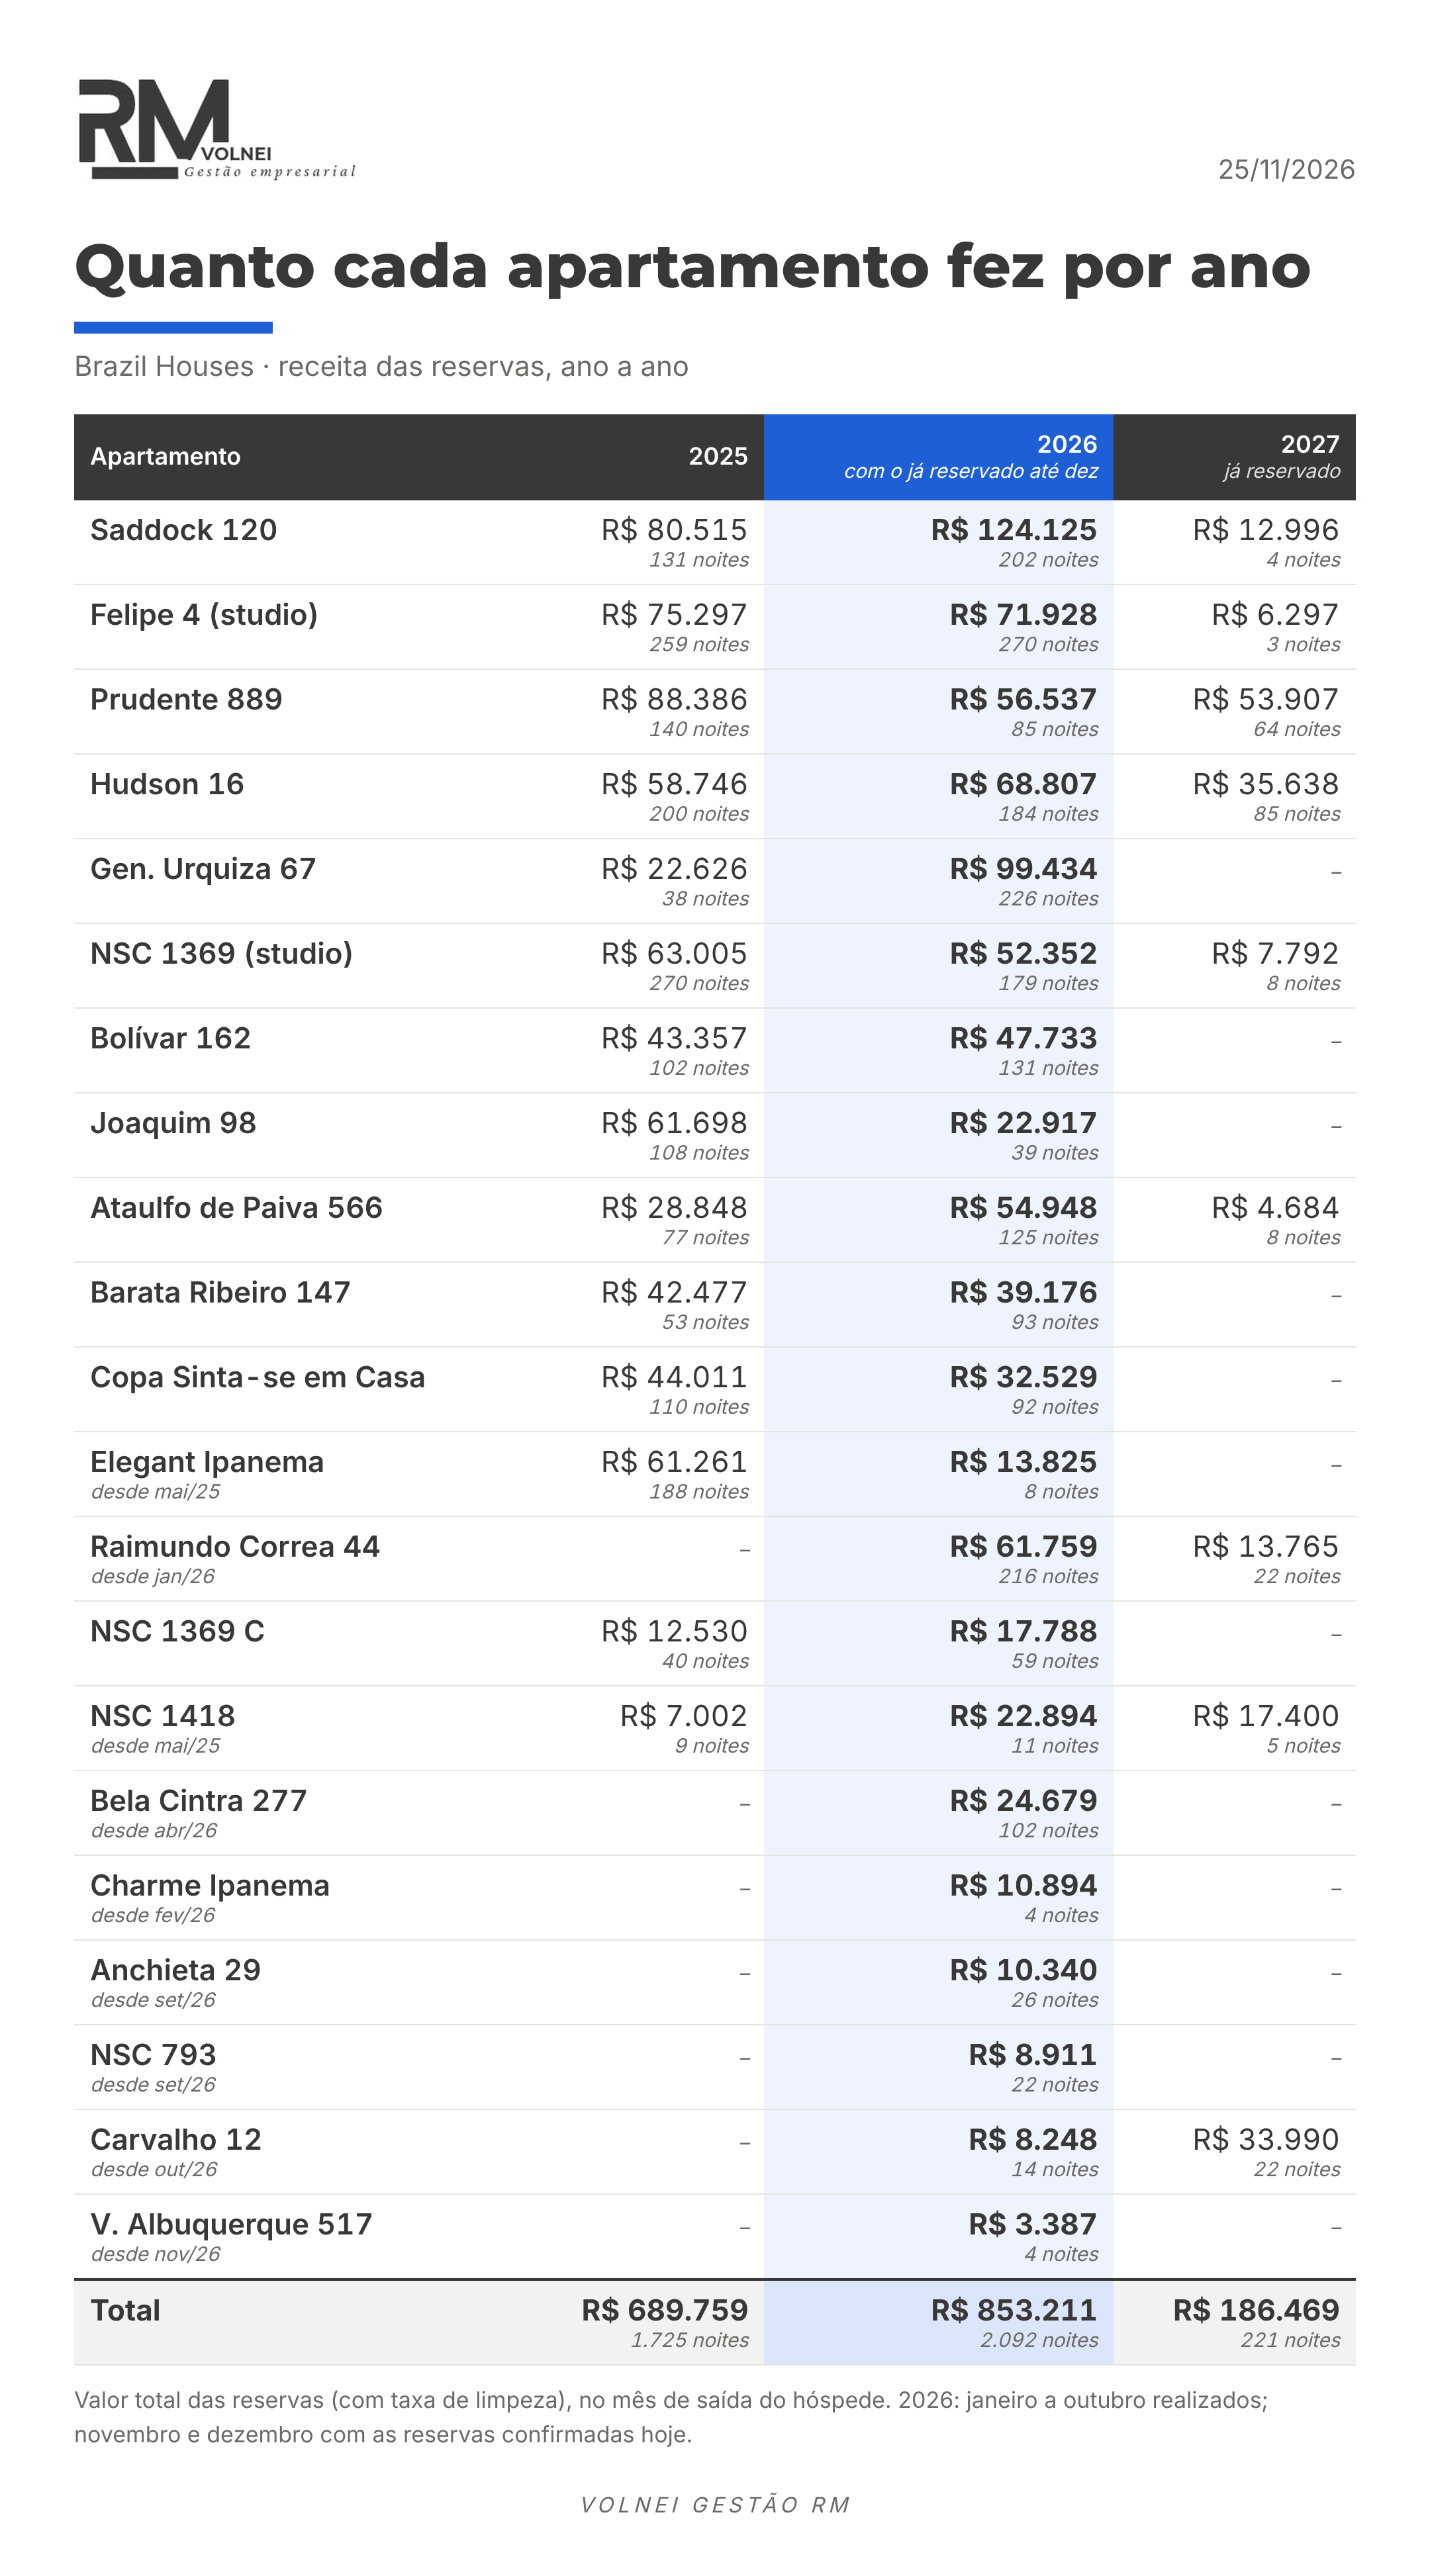 RM
VOLNEI
Gestão empresarial
25/11/2026
Quanto cada apartamento fez por ano
Brazil Houses · receita das reservas, ano a ano
Apartamento 2025 2026 2027
com o já reservado até dez já reservado
Saddock 120 R$ 80.515 R$ 124.125 R$ 12.996
131 noites 202 noites 4 noites
Felipe 4 (studio) R$ 75.297 R$ 71.928 R$ 6.297
259 noites 270 noites 3 noites
Prudente 889 R$ 88.386 R$ 56.537 R$ 53.907
140 noites 85 noites 64 noites
Hudson 16 R$ 58.746 R$ 68.807 R$ 35.638
200 noites 184 noites 85 noites
Gen. Urquiza 67 R$ 22.626 R$ 99.434 –
38 noites 226 noites
NSC 1369 (studio) R$ 63.005 R$ 52.352 R$ 7.792
270 noites 179 noites 8 noites
Bolívar 162 R$ 43.357 R$ 47.733 –
102 noites 131 noites
Joaquim 98 R$ 61.698 R$ 22.917 –
108 noites 39 noites
Ataulfo de Paiva 566 R$ 28.848 R$ 54.948 R$ 4.684
77 noites 125 noites 8 noites
Barata Ribeiro 147 R$ 42.477 R$ 39.176 –
53 noites 93 noites
Copa Sinta-se em Casa R$ 44.011 R$ 32.529 –
110 noites 92 noites
Elegant Ipanema R$ 61.261 R$ 13.825 –
desde mai/25 188 noites 8 noites
Raimundo Correa 44 – R$ 61.759 R$ 13.765
desde jan/26 216 noites 22 noites
NSC 1369 C R$ 12.530 R$ 17.788 –
40 noites 59 noites
NSC 1418 R$ 7.002 R$ 22.894 R$ 17.400
desde mai/25 9 noites 11 noites 5 noites
Bela Cintra 277 – R$ 24.679 –
desde abr/26 102 noites
Charme Ipanema – R$ 10.894 –
desde fev/26 4 noites
Anchieta 29 – R$ 10.340 –
desde set/26 26 noites
NSC 793 – R$ 8.911 –
desde set/26 22 noites
Carvalho 12 – R$ 8.248 R$ 33.990
desde out/26 14 noites 22 noites
V. Albuquerque 517 – R$ 3.387 –
desde nov/26 4 noites
Total R$ 689.759 R$ 853.211 R$ 186.469
1.725 noites 2.092 noites 221 noites
Valor total das reservas (com taxa de limpeza), no mês de saída do hóspede. 2026: janeiro a outubro realizados;
novembro e dezembro com as reservas confirmadas hoje.
VOLNEI GESTÃO RM